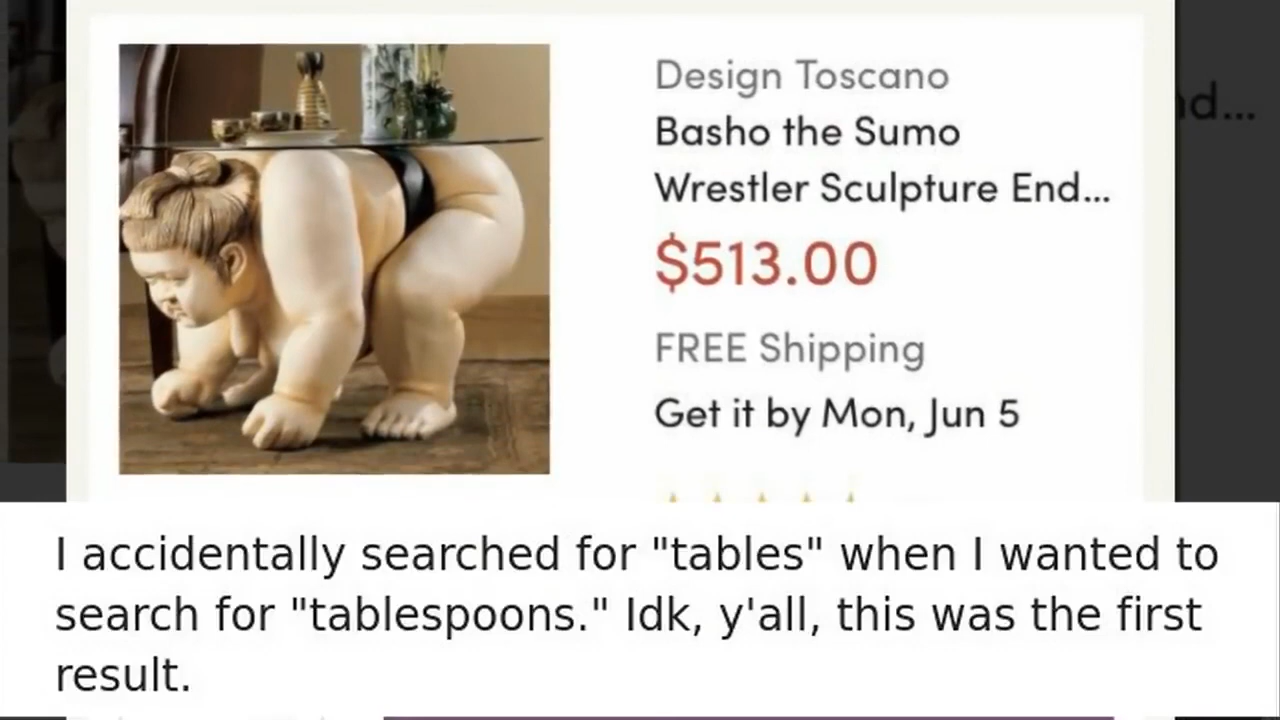 Design Toscano
Basho the Sumo
Wrestler Sculpture End...
$513.00
FREE Shipping
Get it by Mon, Jun 5
nd...
I accidentally searched for "tables" when I wanted to
search for "tablespoons." Idk, y'all, this was the first
result.